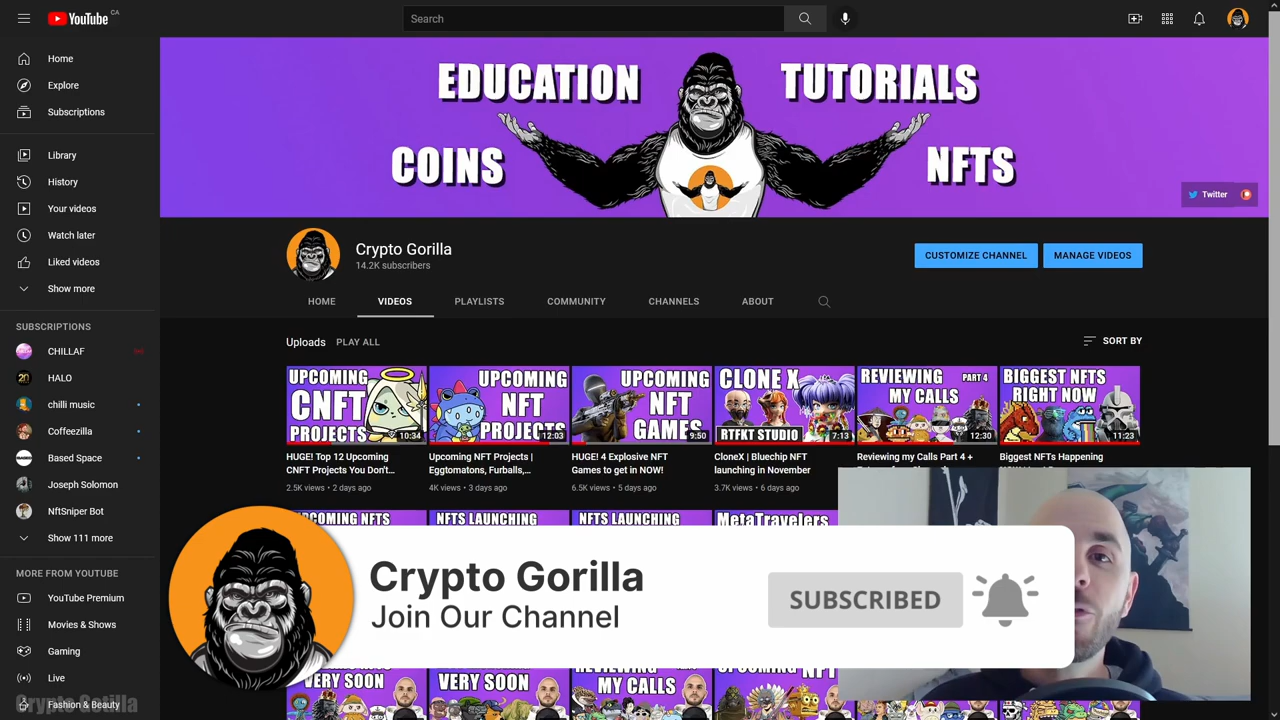 YouTube CA
Search
Home
Explore
Subscriptions
Library
History
Your videos
Watch later
Liked videos
Show more
SUBSCRIPTIONS
CHILLAF
HALO
chilli music
Coffeezilla
Based Space
Joseph Solomon
NftSniper Bot
Show 111 more
MORE FROM YOUTUBE
YouTube Premium
Movies & Shows
Gaming
Live
Fashion & Beauty
Crypto Gorilla
EDUCATION
TUTORIALS
COINS
NFTS
Twitter
Crypto Gorilla
14.2K subscribers
CUSTOMIZE CHANNEL
MANAGE VIDEOS
HOME
VIDEOS
PLAYLISTS
COMMUNITY
CHANNELS
ABOUT
Uploads
PLAY ALL
SORT BY
UPCOMING
CNFT
PROJECTS
10:34
HUGE! Top 12 Upcoming
CNFT Projects You Don't...
2.5K views • 2 days ago
UPCOMING
NFT
PROJECTS
12:03
Upcoming NFT Projects |
Eggtomatons, Furballs,...
4K views • 3 days ago
UPCOMING
NFT
GAMES
9:50
HUGE! 4 Explosive NFT
Games to get in NOW!
6.5K views • 5 days ago
CLONE X
RTFKT STUDIO
7:13
CloneX | Bluechip NFT
launching in November
3.7K views • 6 days ago
REVIEWING
MY CALLS
PART 4
12:30
Reviewing my Calls Part 4 +
BIGGEST NFTS
RIGHT NOW
11:23
Biggest NFTs Happening
UPCOMING NFTS
NFTS LAUNCHING
NFTS LAUNCHING
MetaTravelers
Crypto Gorilla
Join Our Channel
SUBSCRIBED
VERY SOON
VERY SOON
MY CALLS
NFT